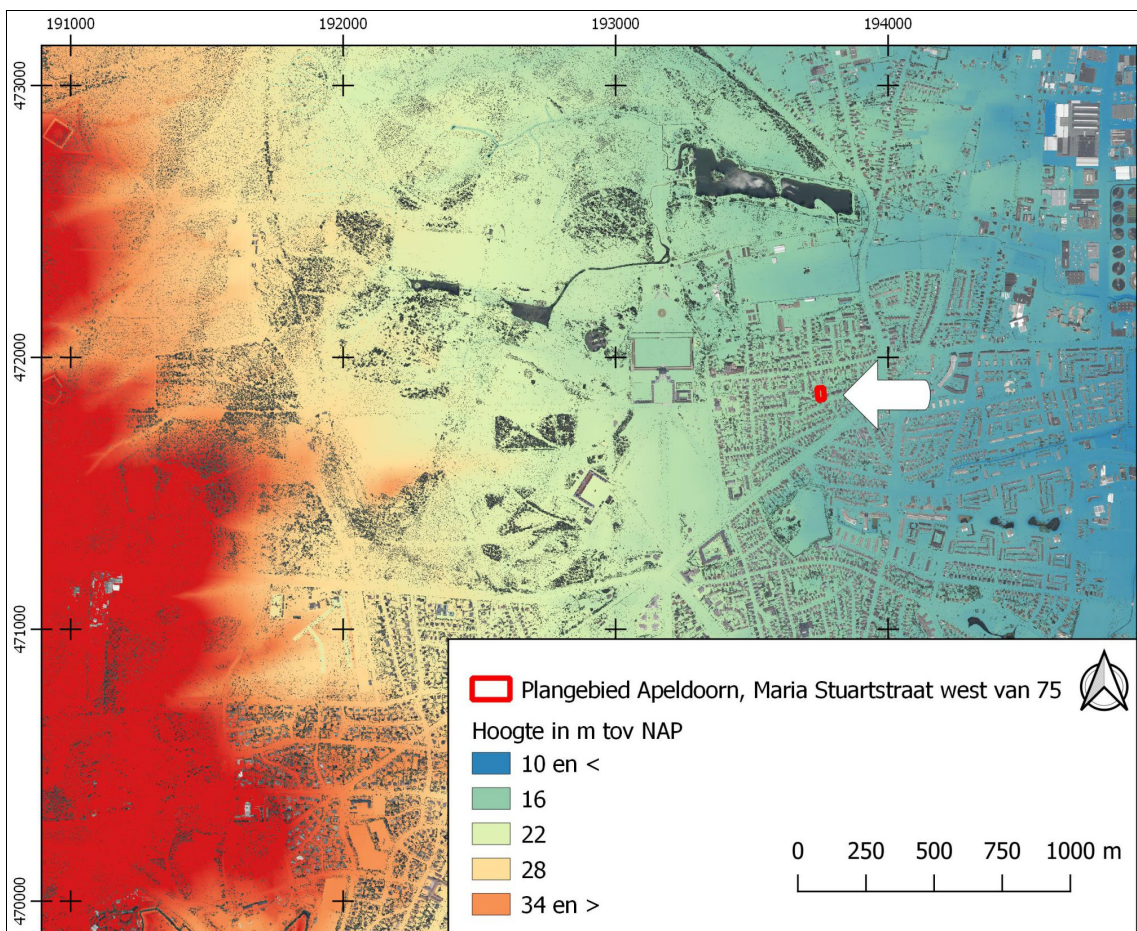 191000
192000
193000
194000
473000
472000
471000
470000
Plangebied Apeldoorn, Maria Stuartstraat west van 75
Hoogte in m tov NAP
10 en <
16
22
28
34 en >
0 250 500 750 1000 m